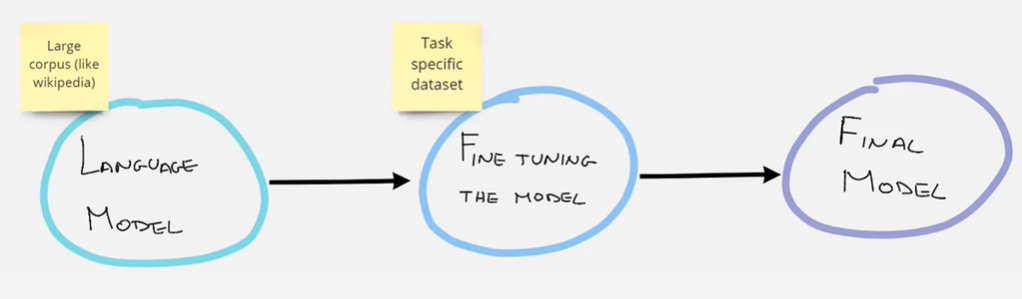 Large
corpus (like
wikipedia)
LANGUAGE
MODEL
Task
specific
dataset
FINE TUNING
THE MODEL
FINAL
MODEL